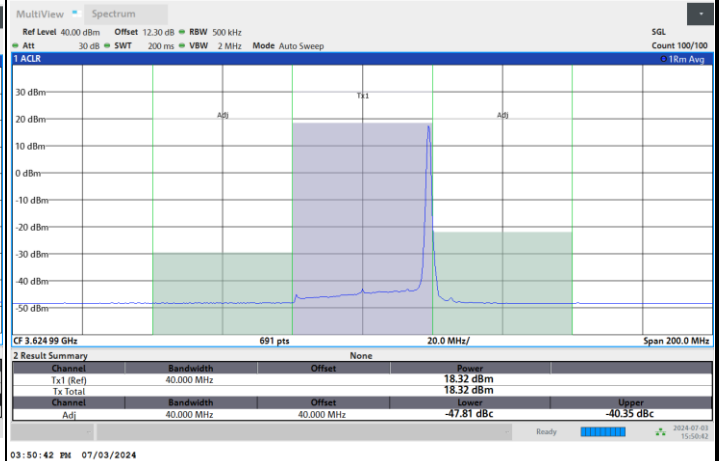 MultiView Spectrum
Ref Level 40.00 dBm Offset 12.30 dB RBW 500 kHz SGL
Att 30 dB SWT 200 ms VBW 2 MHz Mode Auto Sweep Count 100/100
1 ACLR 1Rm Avg
30 dBm
Tx1
20 dBm
Adj Adj
10 dBm
0 dBm
-10 dBm
-20 dBm
-30 dBm
-40 dBm
-50 dBm
CF 3.624 99 GHz 691 pts 20.0 MHz/ Span 200.0 MHz
2 Result Summary None
Channel Bandwidth Offset Power
Tx1 (Ref) 40.000 MHz 18.32 dBm
Tx Total 18.32 dBm
Channel Bandwidth Offset Lower Upper
Adj 40.000 MHz 40.000 MHz -47.81 dBc -40.35 dBc
Ready 2024-07-03
15:50:42
03:50:42 PM 07/03/2024